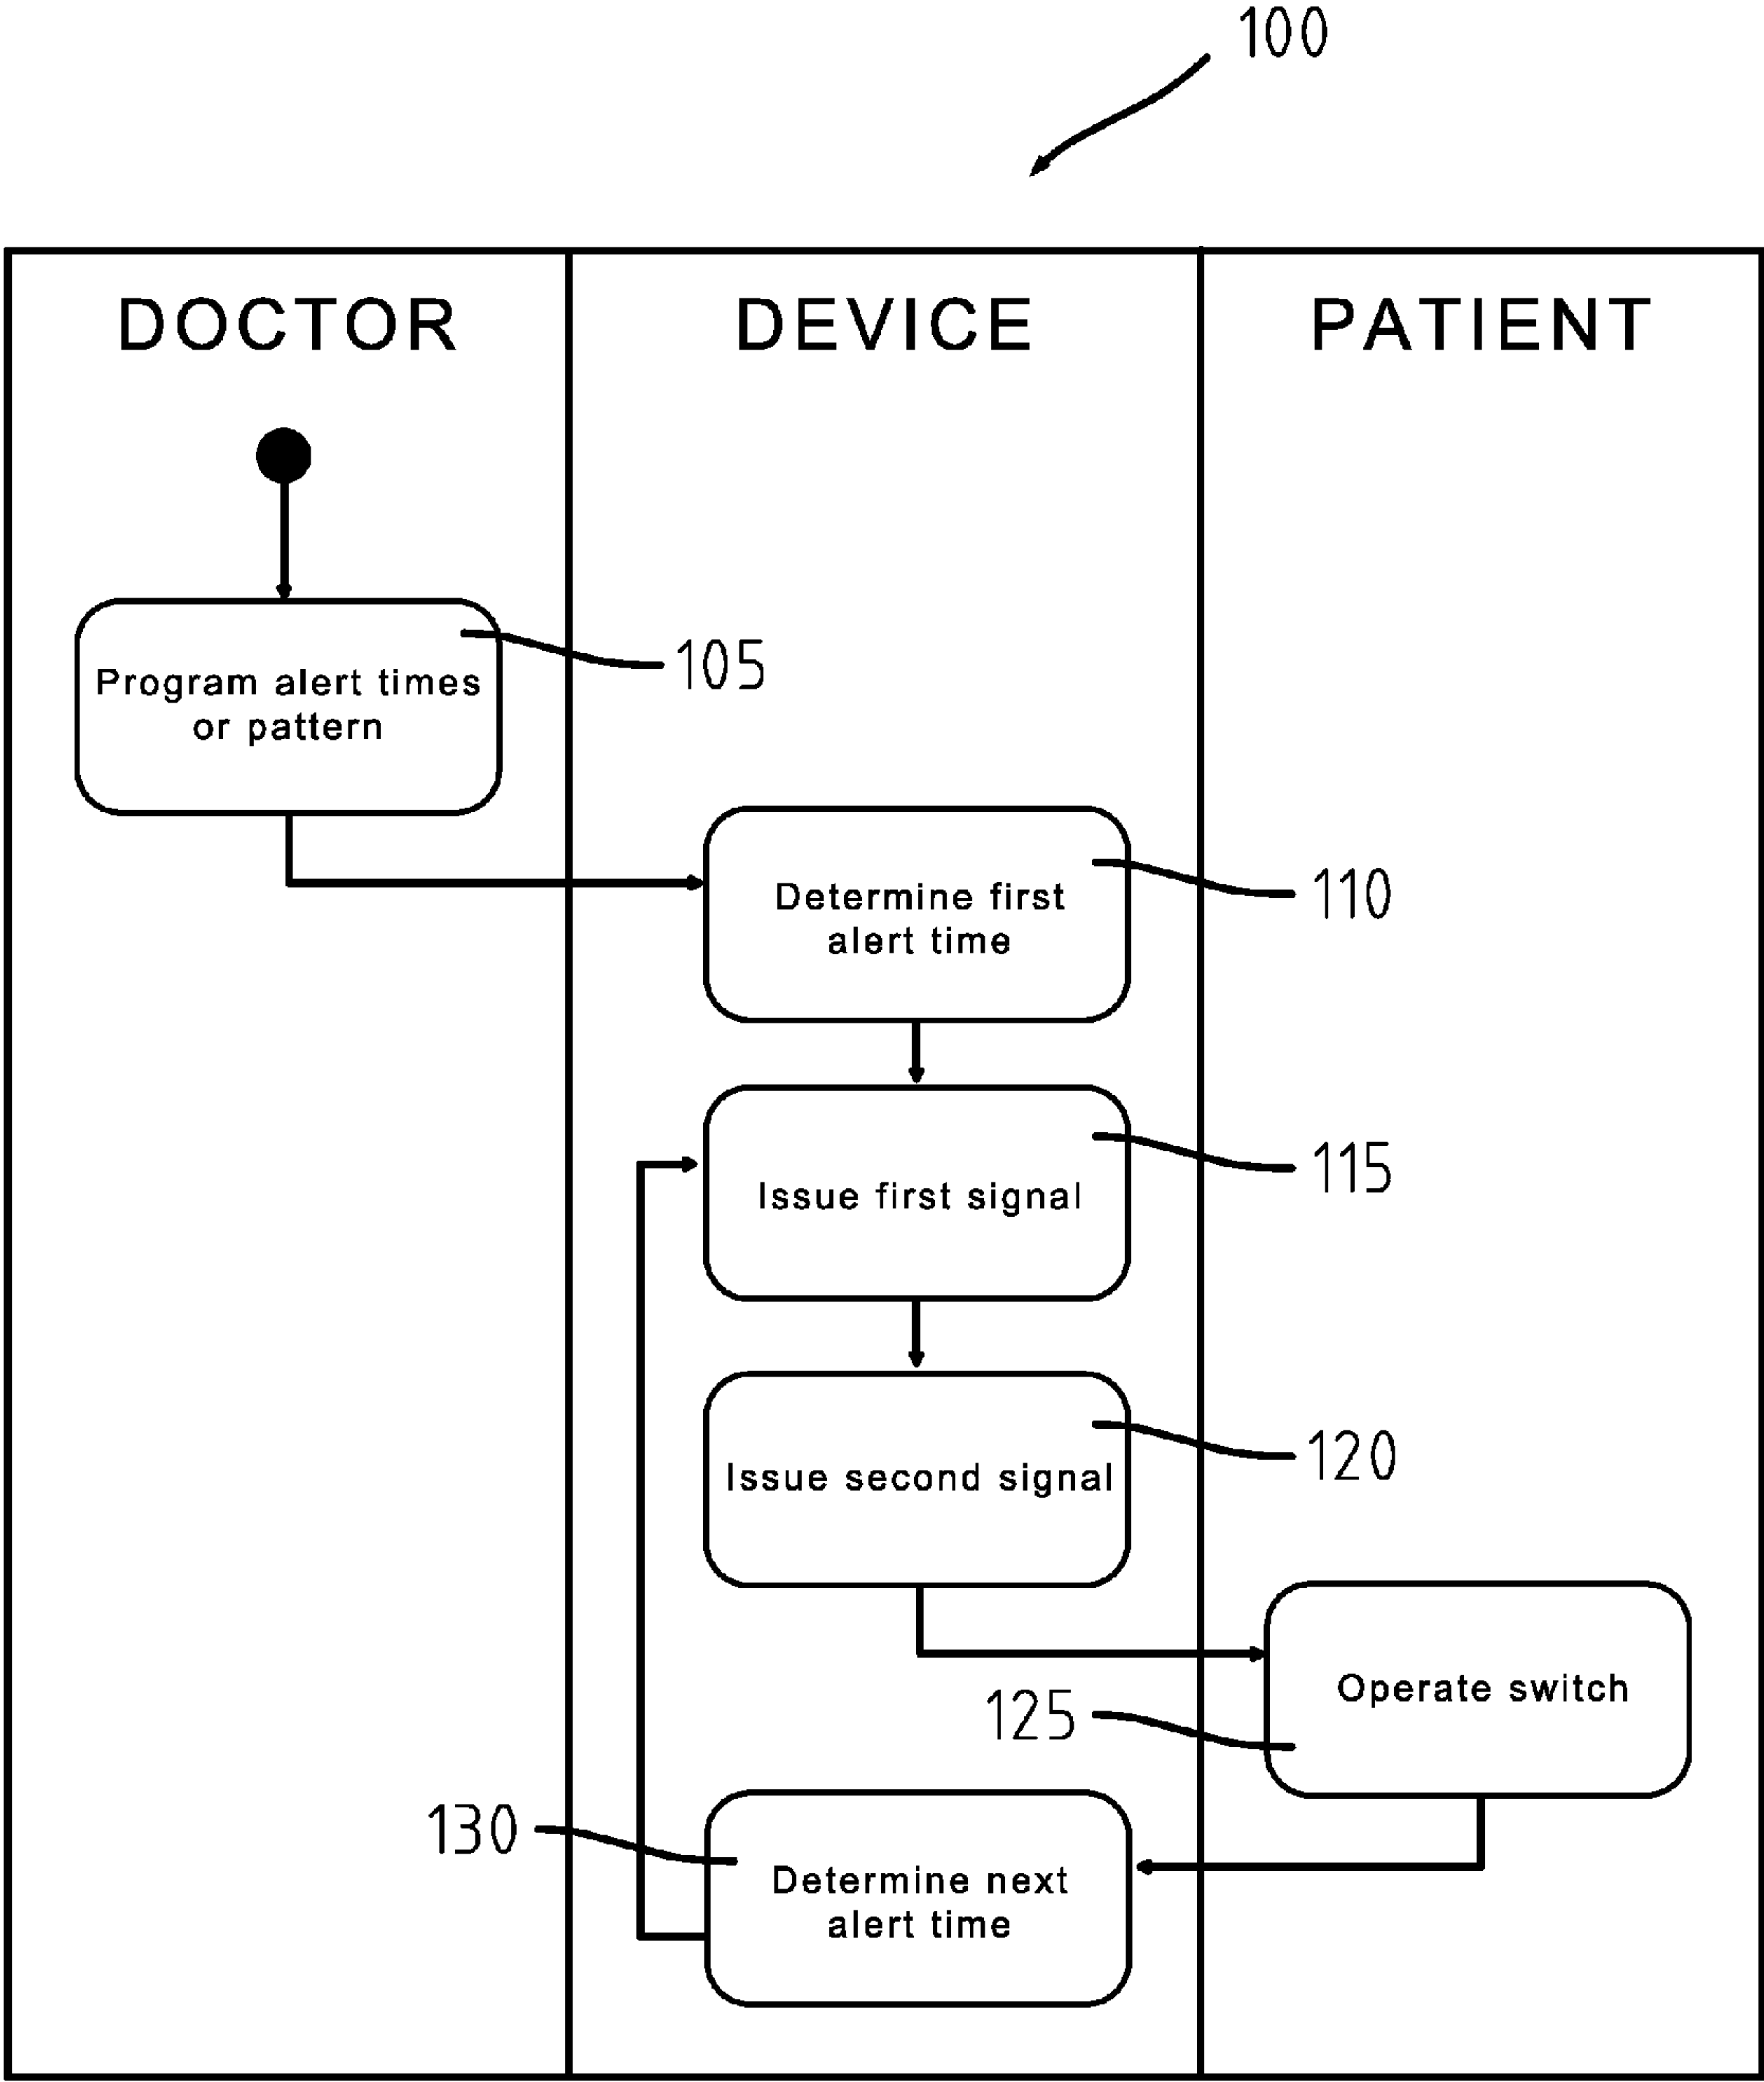 100
DOCTOR
DEVICE
PATIENT
Program alert times
or pattern
105
Determine first
alert time
110
Issue first signal
115
Issue second signal
120
Operate switch
125
130
Determine next
alert time